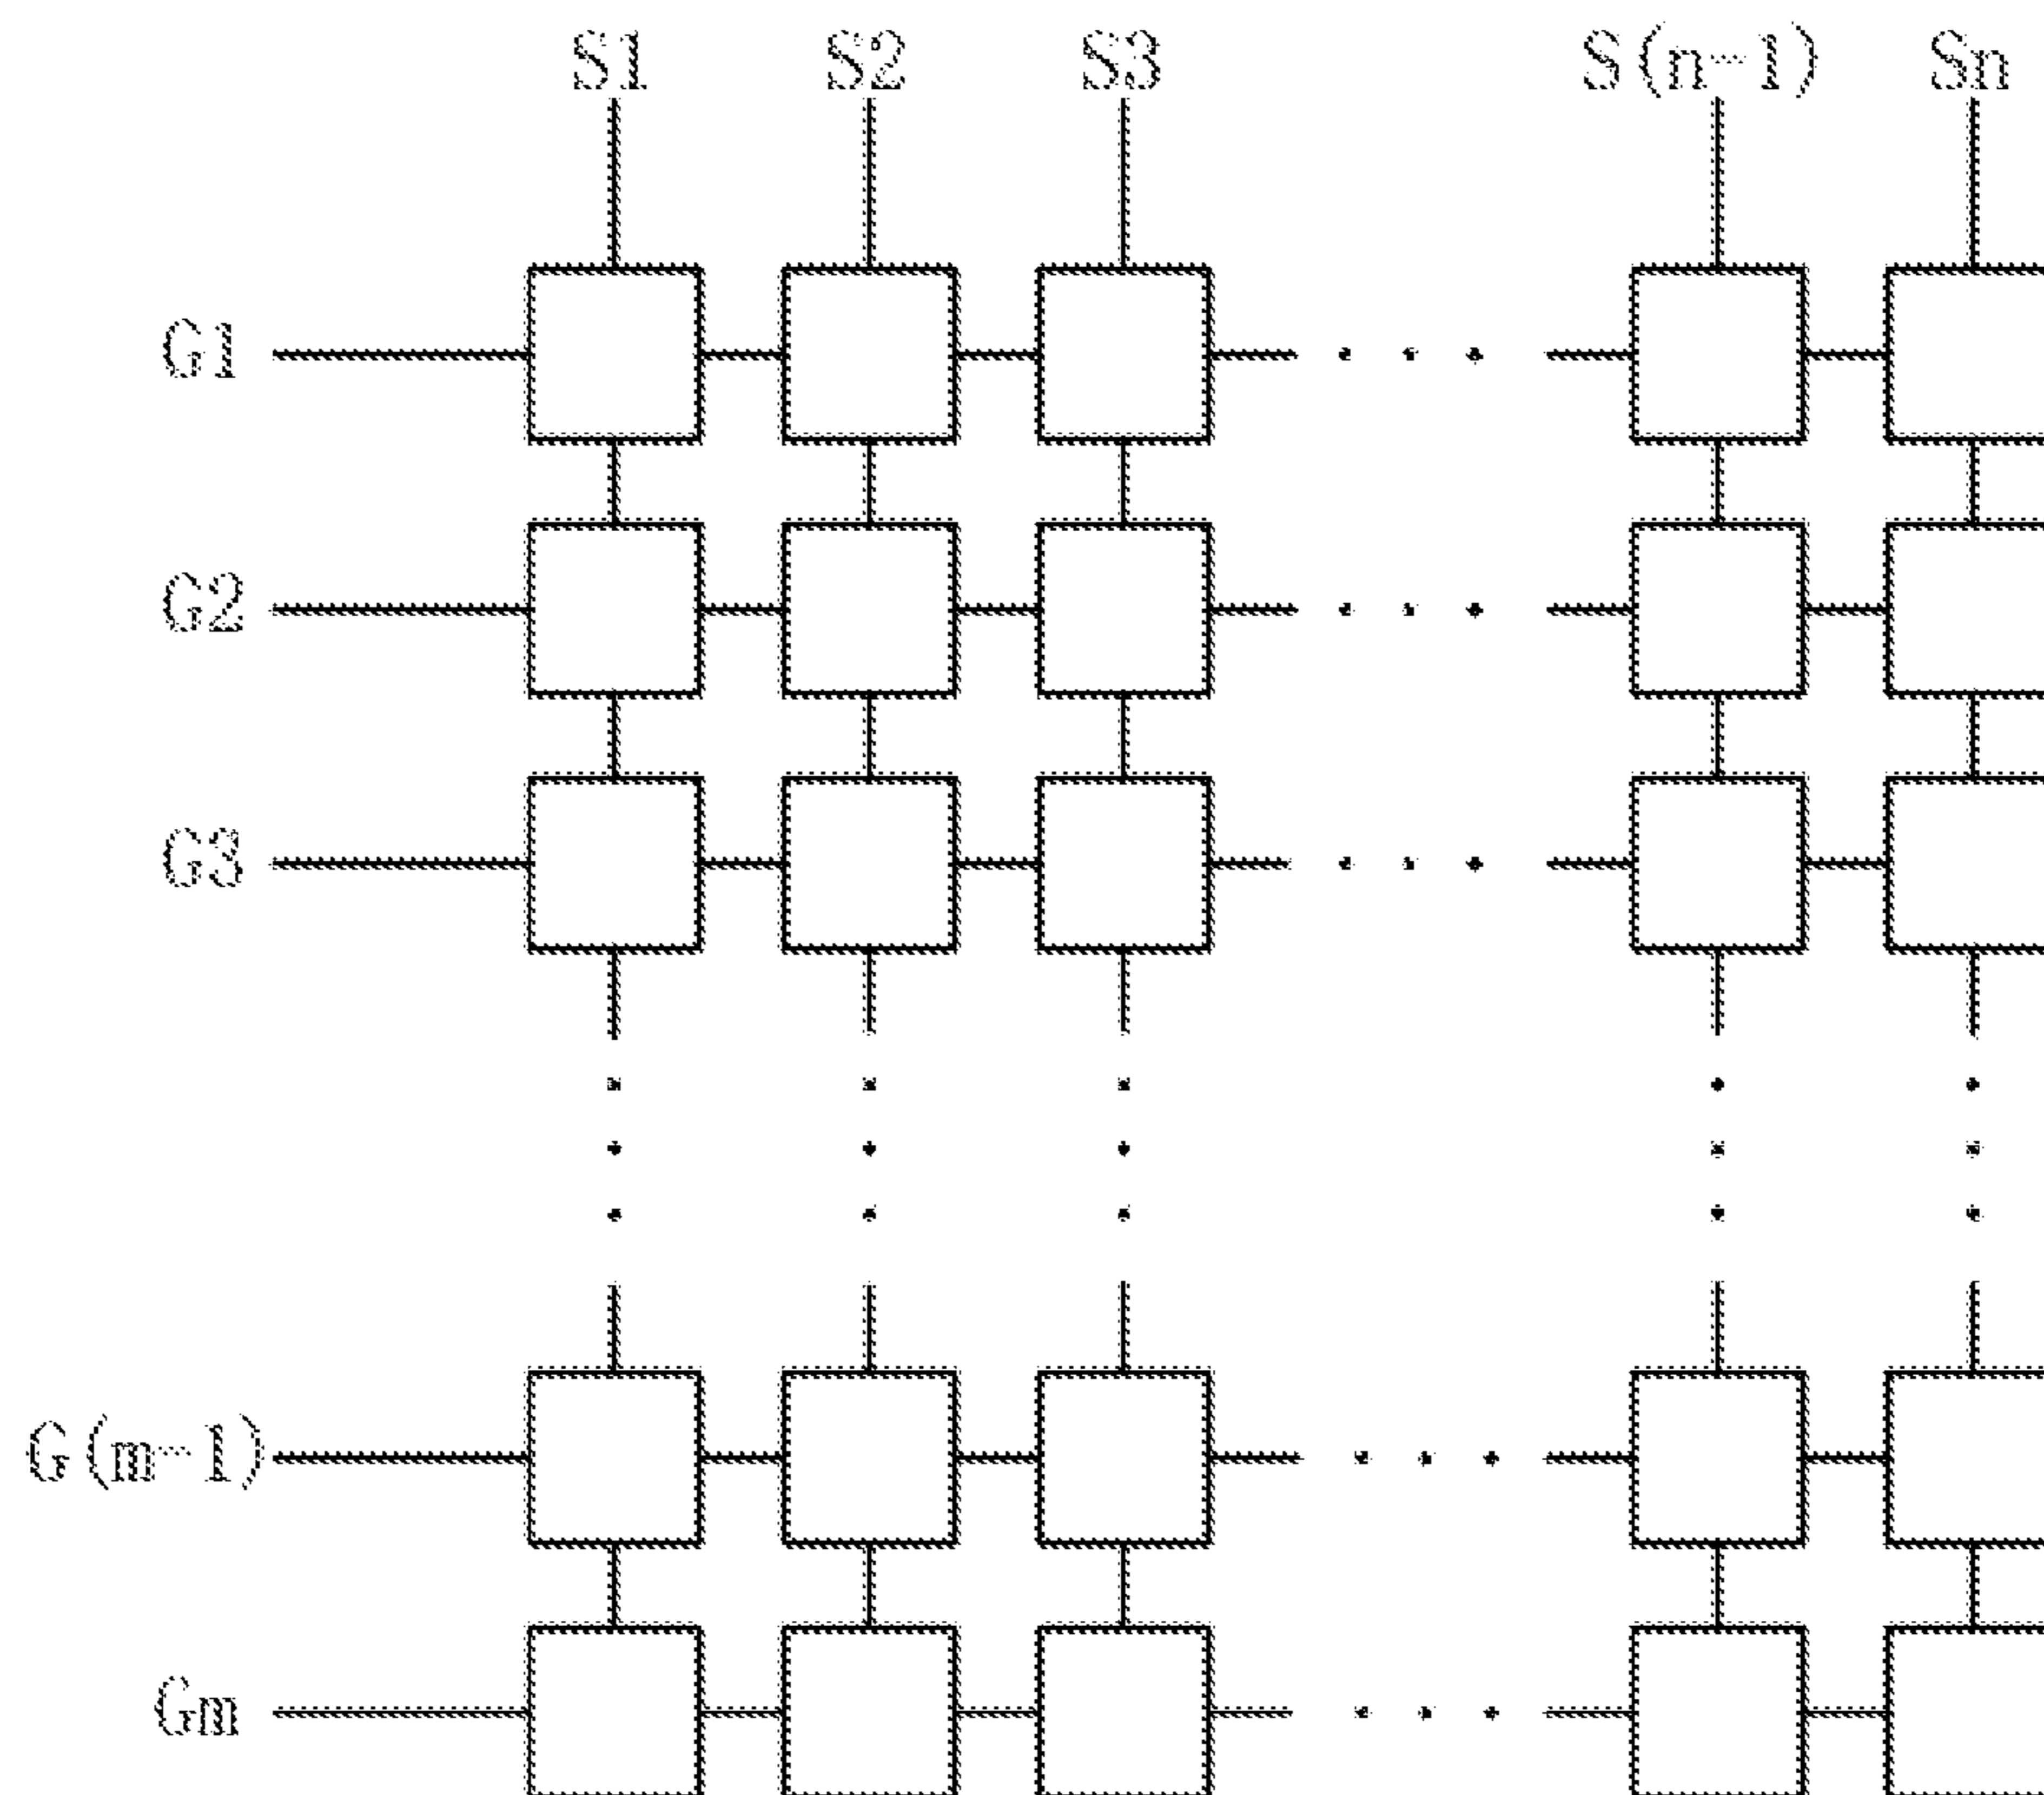 S1 S2 S3 S(n-1) Sn
G1
G2
G3
G(m-1)
Gm